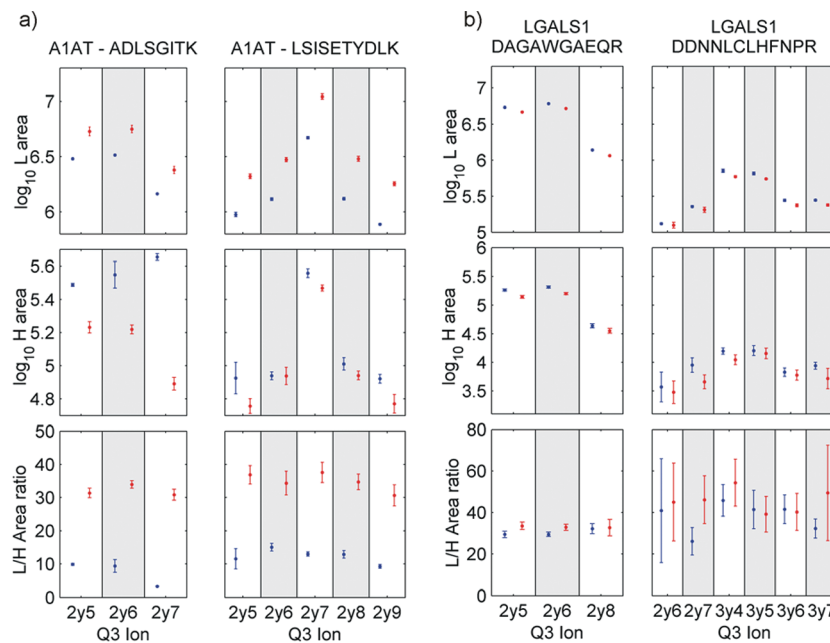 a)
A1AT - ADLSGITK
A1AT - LSISETYDLK
b)
LGALS1
DAGAWGAEQR
LGALS1
DDNNLCLHFNPR
log10 L area
7
6.5
6
log10 H area
5.6
5.4
5.2
5
4.8
L/H Area ratio
50
40
30
20
10
0
2y5 2y6 2y7
Q3 Ion
2y5 2y6 2y7 2y8 2y9
Q3 Ion
log10 L area
7
6.5
6
5.5
5
log10 H area
6
5.5
5
4.5
4
3.5
L/H Area ratio
80
60
40
20
0
2y5 2y6 2y8
Q3 Ion
2y6 2y7 3y4 3y5 3y6 3y7
Q3 Ion